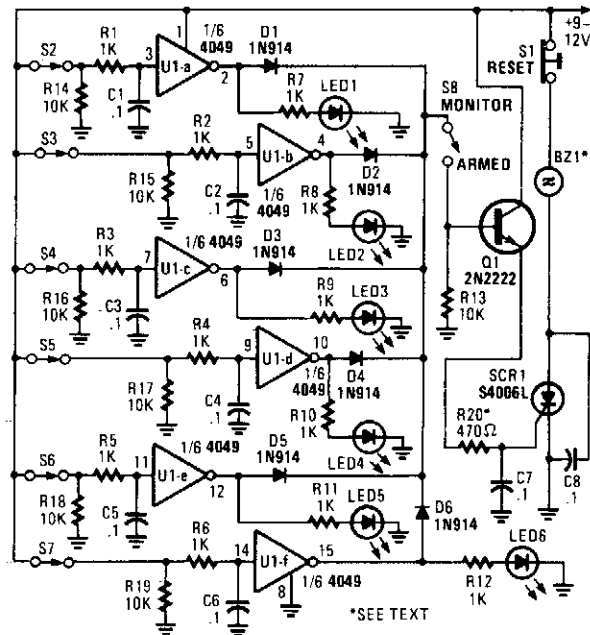 +9-
12V
1
1/6
4049
D1
1N914
S1
RESET
S2
R1
1K
3
U1-a
2
R14
10K
C1
.1
R7
1K
LED1
S8
MONITOR
S3
R2
1K
5
U1-b
4
D2
1N914
ARMED
BZ1*
R15
10K
C2
.1
1/6
4049
R8
1K
LED2
Q1
2N2222
S4
R3
1K
7
U1-c
6
1/6 4049
D3
1N914
R16
10K
C3
.1
R9
1K
LED3
R13
10K
S5
R4
1K
9
U1-d
10
D4
1N914
1/6
4049
R17
10K
C4
.1
R10
1K
LED4
SCR1
S4006L
R20*
470Ω
C7
.1
C8
.1
S6
R5
1K
11
U1-e
12
1/6 4049
D5
1N914
R18
10K
C5
.1
R11
1K
LED5
D6
1N914
S7
R6
1K
14
U1-f
15
8
1/6 4049
R19
10K
C6
.1
R12
1K
LED6
*SEE TEXT